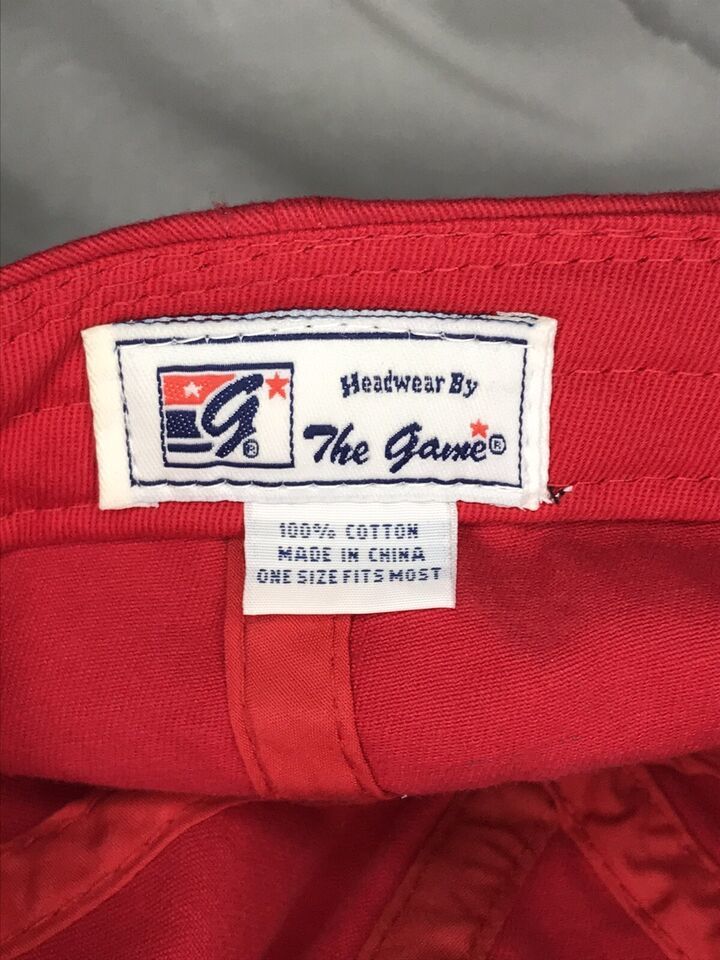 G®
Headwear By
The Game®
100% COTTON
MADE IN CHINA
ONE SIZE FITS MOST